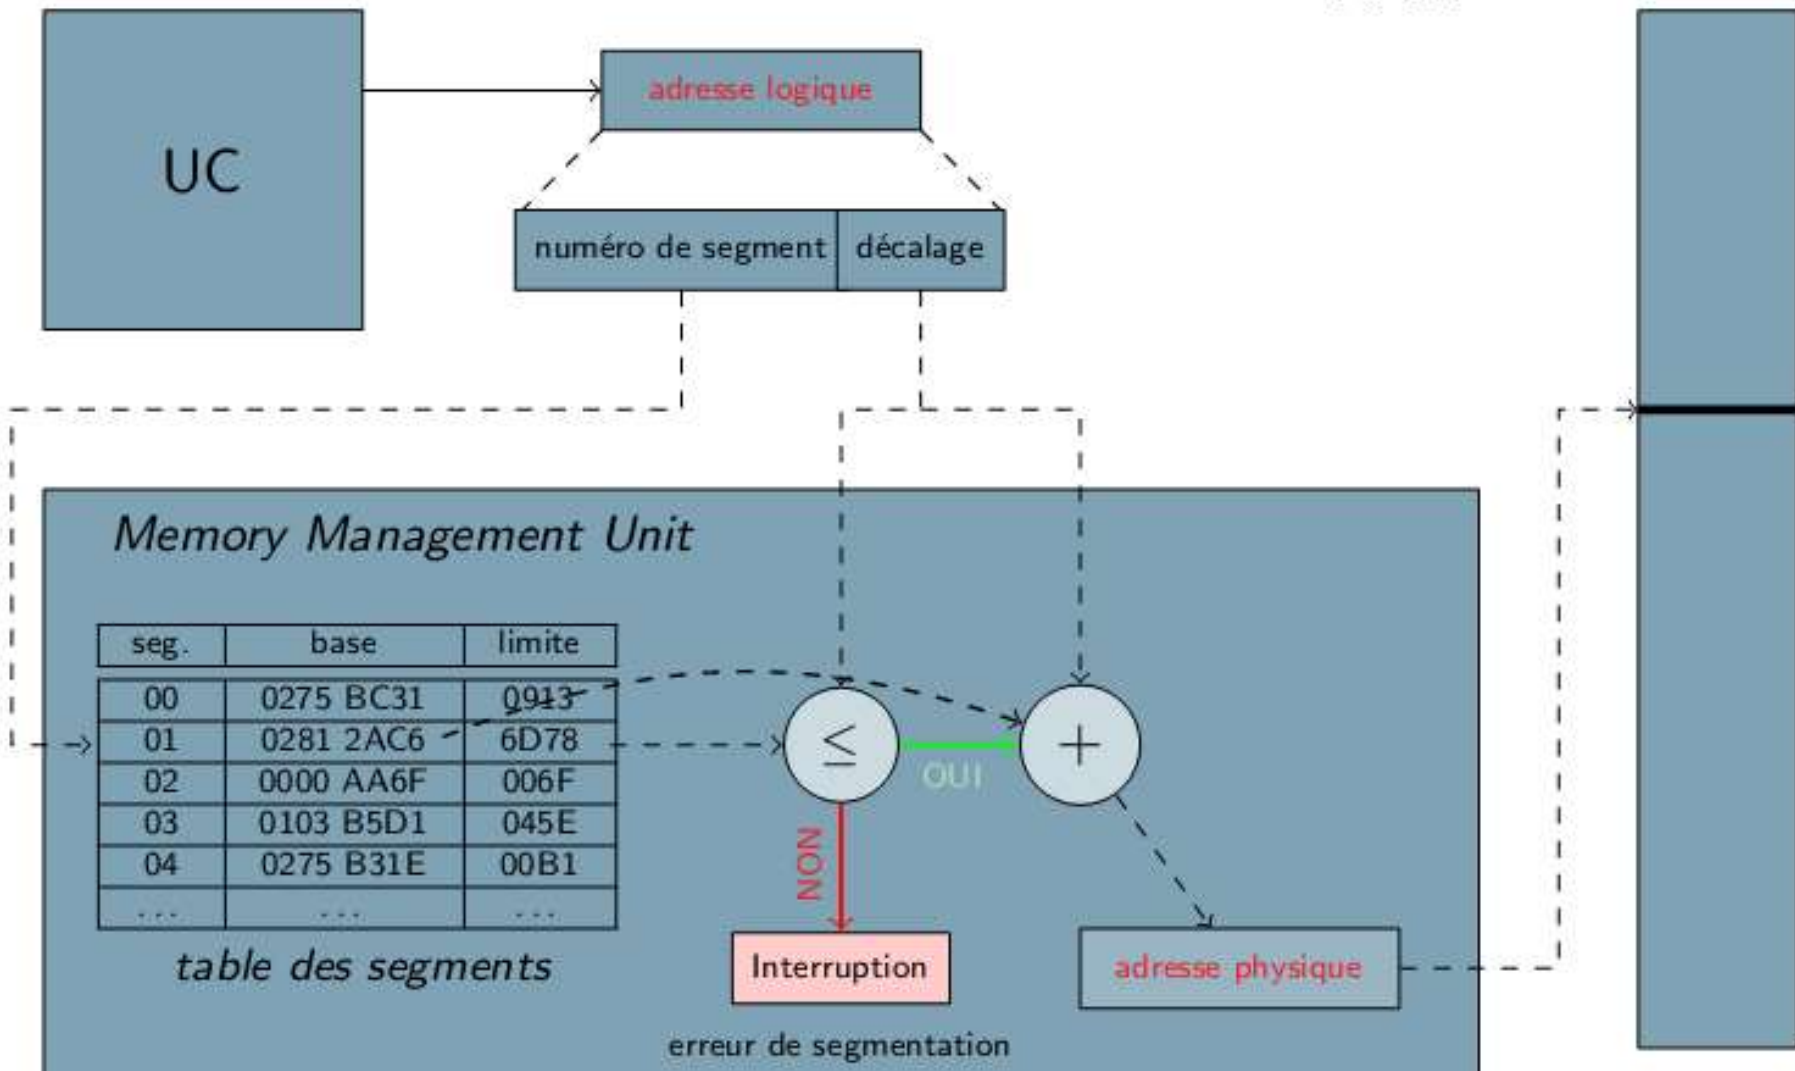 UC
adresse logique
numéro de segment décalage
Memory Management Unit
seg. base limite
00 0275 BC31 0913
01 0281 2AC6 6D78
02 0000 AA6F 006F
03 0103 B5D1 045E
04 0275 B31E 00B1
... ... ...
table des segments
≤
OUI
+
NON
Interruption
adresse physique
erreur de segmentation